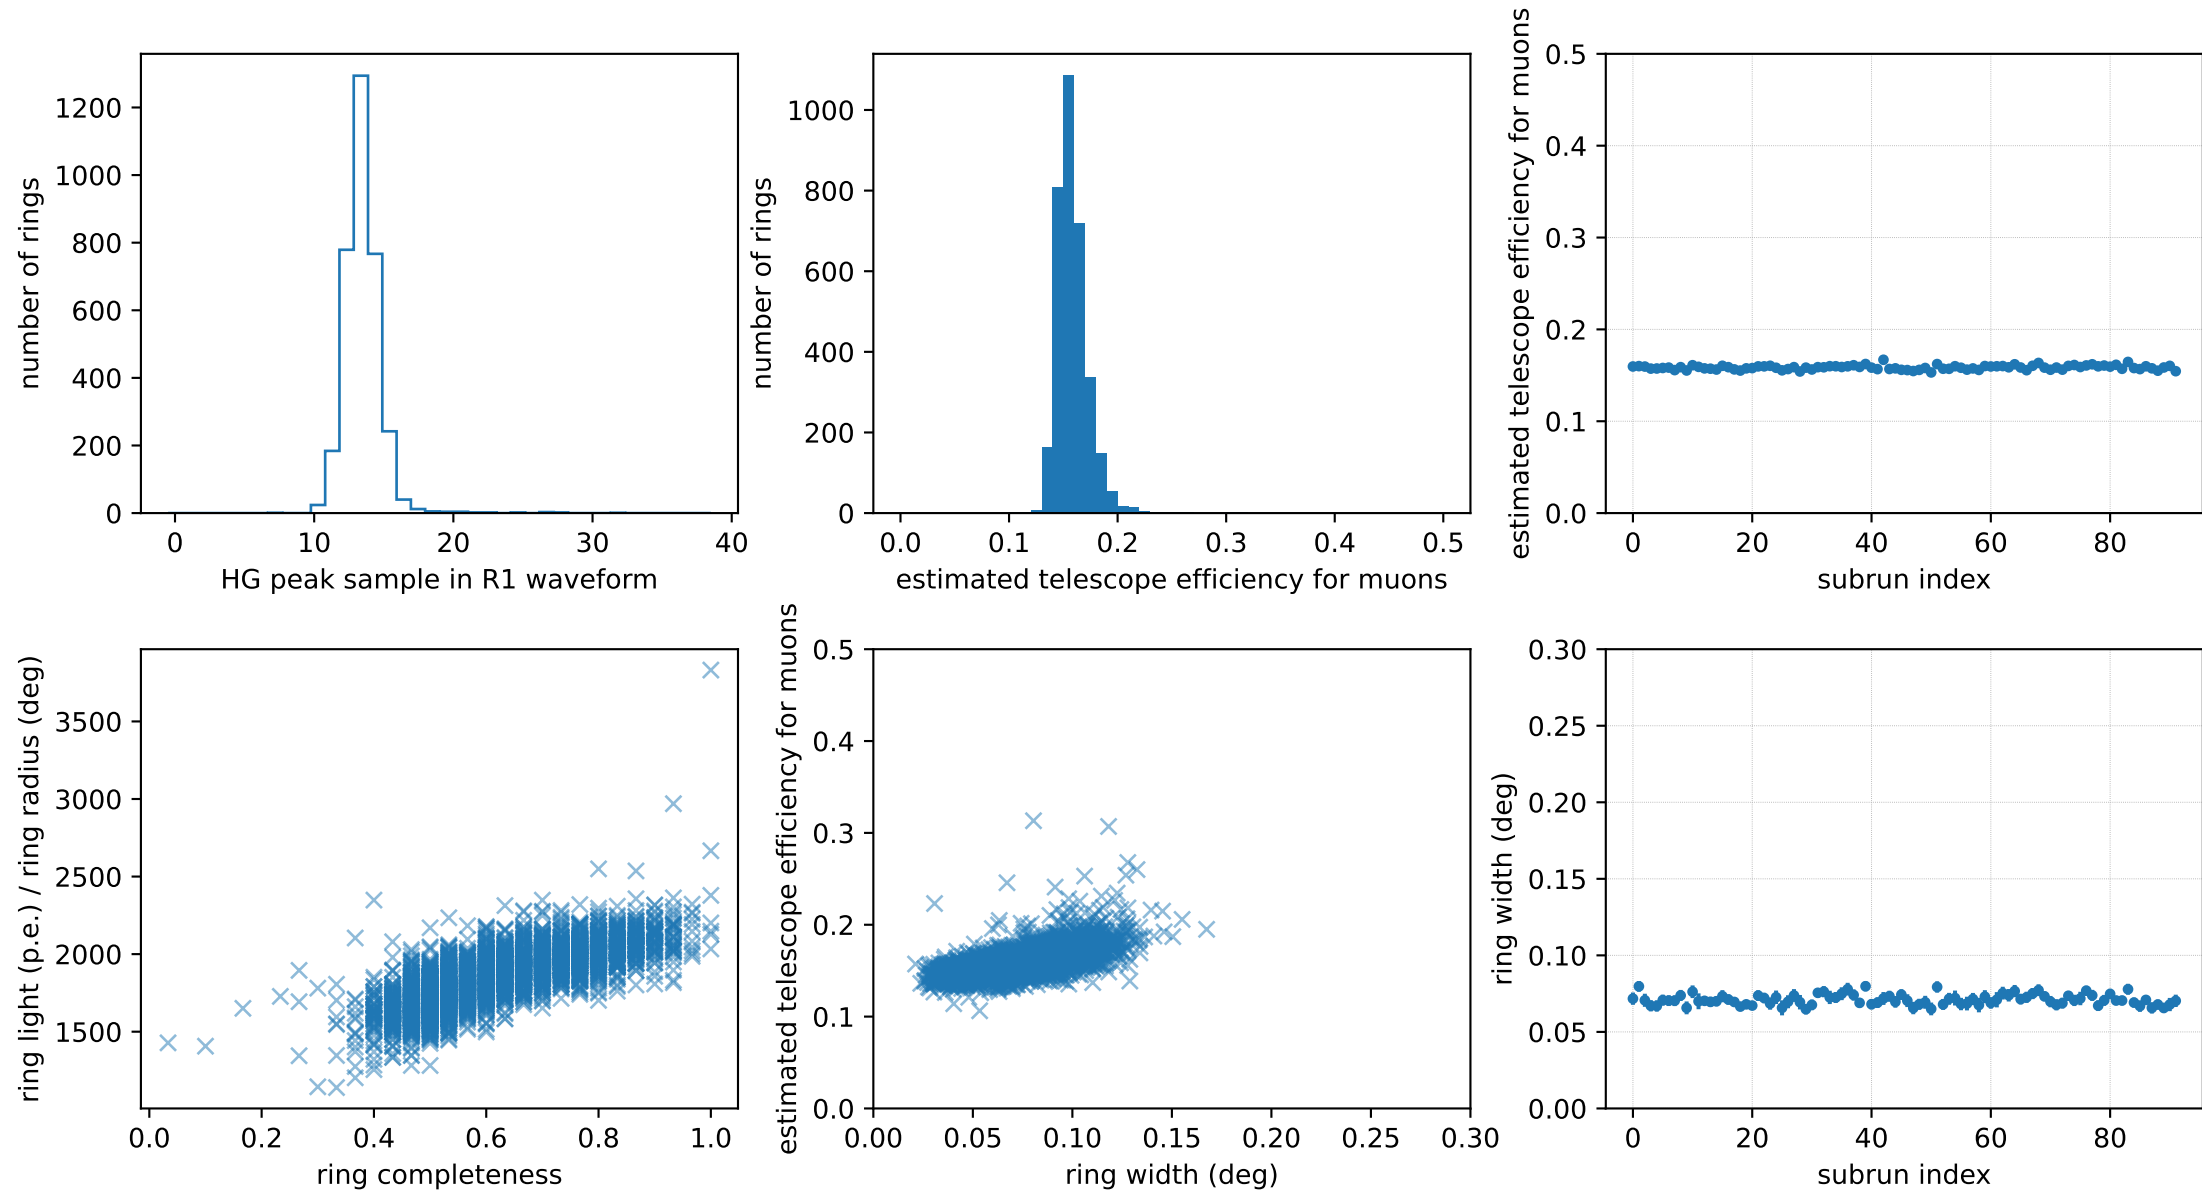 number of rings
1200
1000
800
600
400
200
0
0 10 20 30 40
HG peak sample in R1 waveform
number of rings
1000
800
600
400
200
0
0.0 0.1 0.2 0.3 0.4 0.5
estimated telescope efficiency for muons
estimated telescope efficiency for muons
0.5
0.4
0.3
0.2
0.1
0.0
0 20 40 60 80
subrun index
ring light (p.e.) / ring radius (deg)
3500
3000
2500
2000
1500
0.0 0.2 0.4 0.6 0.8 1.0
ring completeness
estimated telescope efficiency for muons
0.5
0.4
0.3
0.2
0.1
0.0
0.00 0.05 0.10 0.15 0.20 0.25 0.30
ring width (deg)
ring width (deg)
0.30
0.25
0.20
0.15
0.10
0.05
0.00
0 20 40 60 80
subrun index